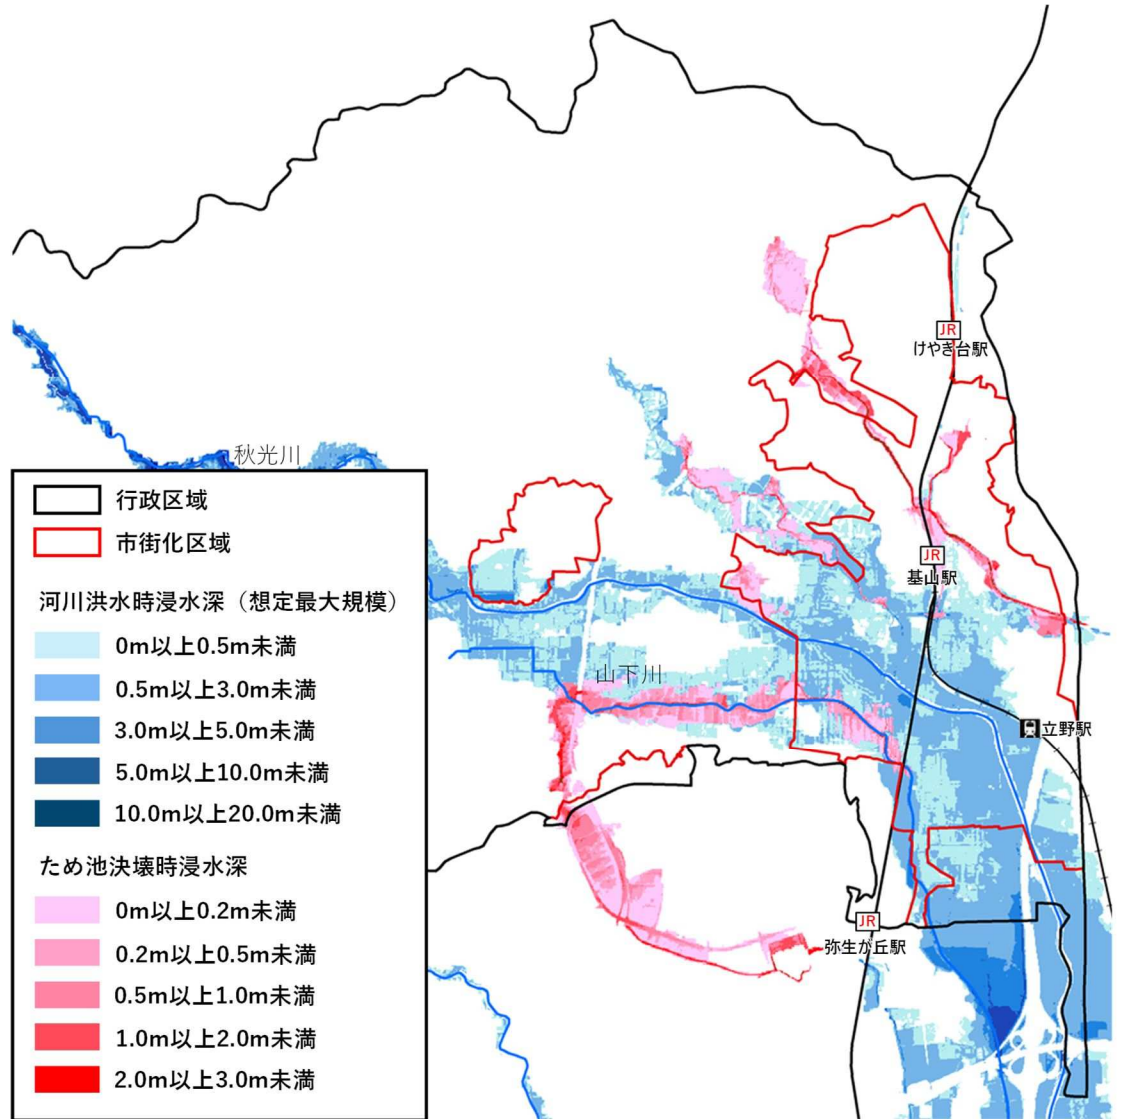 JR
けやき台駅
秋光川
行政区域
市街化区域
JR
基山駅
河川洪水時浸水深（想定最大規模）
0m以上0.5m未満
0.5m以上3.0m未満
3.0m以上5.0m未満
5.0m以上10.0m未満
10.0m以上20.0m未満
山下川
立野駅
ため池決壊時浸水深
0m以上0.2m未満
0.2m以上0.5m未満
0.5m以上1.0m未満
1.0m以上2.0m未満
2.0m以上3.0m未満
JR
弥生が丘駅